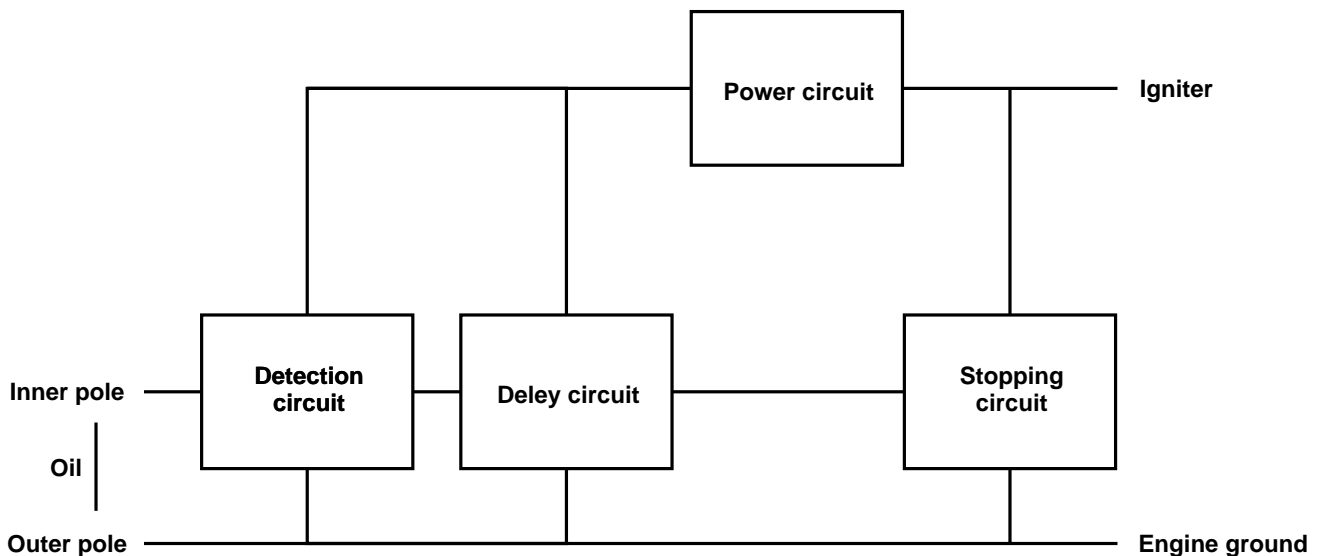 Power circuit
Igniter
Detection
circuit
Deley circuit
Stopping
circuit
Inner pole
Oil
Outer pole
Engine ground